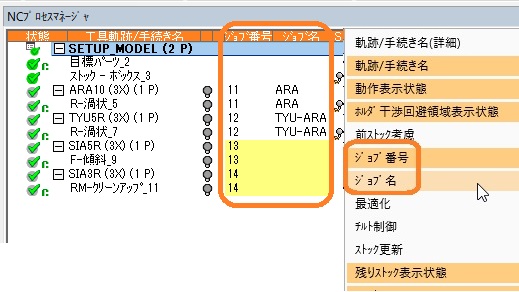 NCﾌﾟﾛｾｽﾏﾈｰｼﾞｬ
状態 工具軌跡/手続き名 ｼﾞｮﾌﾞ番号 ｼﾞｮﾌﾞ名 S
SETUP_MODEL (2 P)
目標ﾊﾟｰﾂ_2
ｽﾄｯｸ - ﾎﾞｯｸｽ_3
ARA10 (3X) (1 P) 11 ARA
R-渦状_5 11 ARA
TYU5R (3X) (1 P) 12 TYU-ARA
R-渦状_7 12 TYU-ARA
SIA5R (3X) (1 P) 13
F-傾斜_9 13
SIA3R (3X) (1 P) 14
RM-ｸﾘｰﾝｱｯﾌﾟ_11 14
軌跡/手続き名(詳細)
軌跡/手続き名
動作表示状態
ﾎﾙﾀﾞ干渉回避領域表示状態
前ｽﾄｯｸ考慮
ｼﾞｮﾌﾞ番号
ｼﾞｮﾌﾞ名
最適化
ﾁﾙﾄ制御
ｽﾄｯｸ更新
残りｽﾄｯｸ表示状態